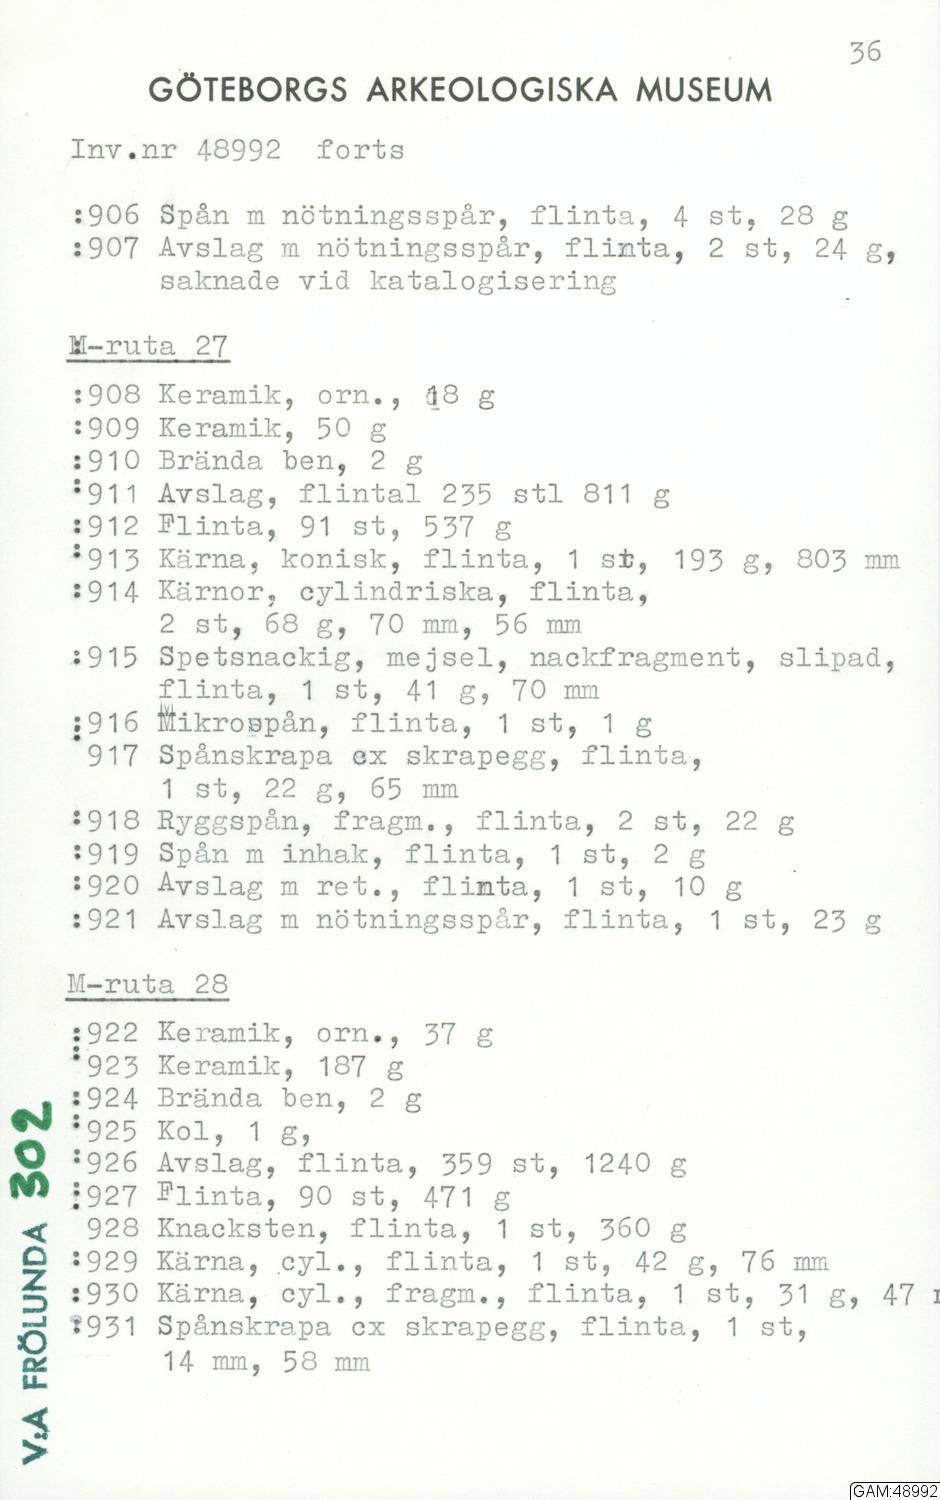 36
GÖTEBORGS ARKEOLOGISKA MUSEUM
Inv.nr 48992 forts
:906 Spån m nötningsspår, flinta, 4 st, 28 g
:907 Avslag m nötningsspår, flinta, 2 st, 24 g,
saknade vid katalogisering
M-ruta 27
:908 Keramik, orn., 18 g
:909 Keramik, 50 g
:910 Brända ben, 2 g
:911 Avslag, flintal 235 stl 811 g
:912 Flinta, 91 st, 537 g
:913 Kärna, konisk, flinta, 1 st, 193 g, 803 mm
:914 Kärnor, cylindriska, flinta,
2 st, 68 g, 70 mm, 56 mm
:915 Spetsnackig, mejsel, nackfragment, slipad,
flinta, 1 st, 41 g, 70 mm
:916 Mikrospån, flinta, 1 st, 1 g
917 Spånskrapa cx skrapegg, flinta,
1 st, 22 g, 65 mm
:918 Ryggspån, fragm., flinta, 2 st, 22 g
:919 Spån m inhak, flinta, 1 st, 2 g
:920 Avslag m ret., flinta, 1 st, 10 g
:921 Avslag m nötningsspår, flinta, 1 st, 23 g
M-ruta 28
:922 Keramik, orn., 37 g
:923 Keramik, 187 g
:924 Brända ben, 2 g
:925 Kol, 1 g,
:926 Avslag, flinta, 359 st, 1240 g
:927 Flinta, 90 st, 471 g
928 Knacksten, flinta, 1 st, 360 g
:929 Kärna, cyl., flinta, 1 st, 42 g, 76 mm
:930 Kärna, cyl., fragm., flinta, 1 st, 31 g, 47
:931 Spånskrapa cx skrapegg, flinta, 1 st,
14 mm, 58 mm
V:A FRÖLUNDA 302
GAM:48992